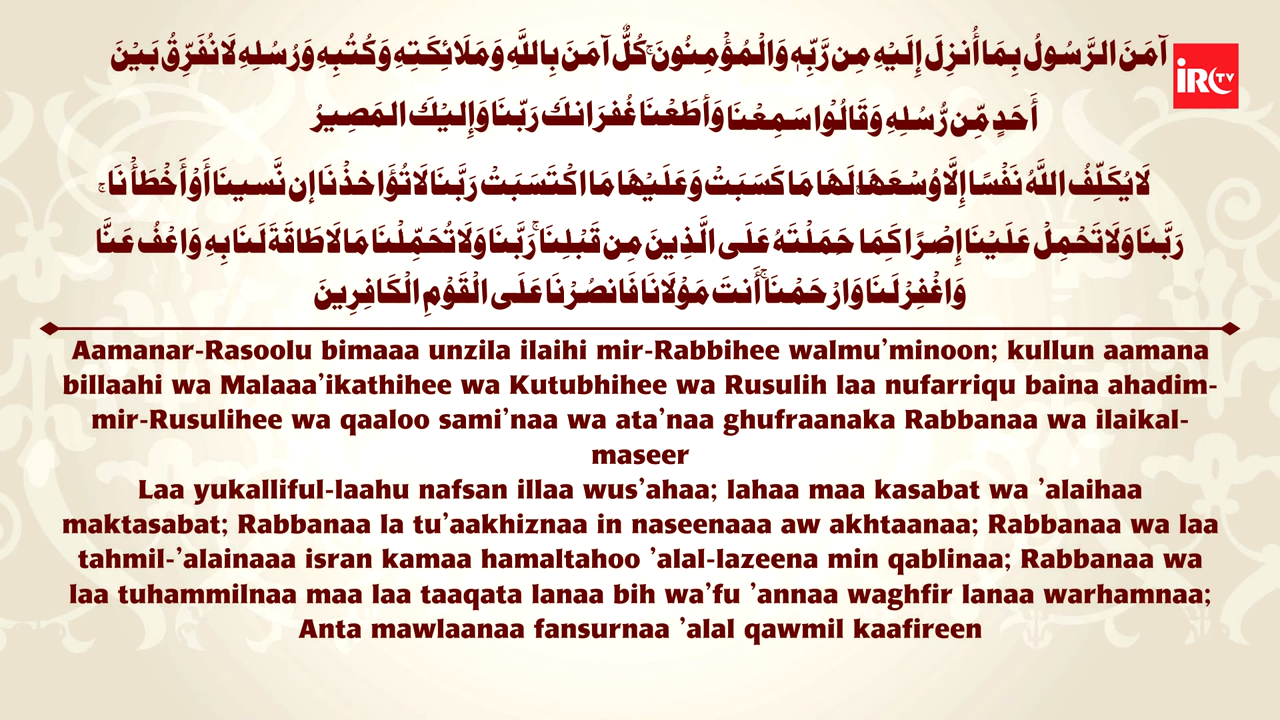 آمَنَ الرَّسُولُ بِمَا أُنزِلَ إِلَيْهِ مِن رَّبِّهِ وَالْمُؤْمِنُونَ ۚ كُلٌّ آمَنَ بِاللَّهِ وَمَلَائِكَتِهِ وَكُتُبِهِ وَرُسُلِهِ لَا نُفَرِّقُ بَيْنَ
iRC TV
أَحَدٍ مِّن رُّسُلِهِ وَقَالُوا سَمِعْنَا وَأَطَعْنَا غُفْرَانكَ رَبّنَا وَإِليْكَ المَصِيرُ
لَا يُكَلِّفُ اللَّهُ نَفْسًا إِلَّا وُسْعَهَا ۚ لَهَا مَا كَسَبَتْ وَعَلَيْهَا مَا اكْتَسَبَتْ رَبَّنَا لَا تُؤَاخذْنَا إن نَّسِينَا أَوْ أَخْطَأْنَا ۚ
رَبَّنَا وَلَا تَحْمِلْ عَلَيْنَا إِصْرًا كَمَا حَمَلْتَهُ عَلَى الَّذِينَ مِن قَبْلِنَا ۚ رَبَّنَا وَلَا تُحَمِّلْنَا مَا لَا طَاقَةَ لَنَا بِهِ وَاعْفُ عَنَّا
وَاغْفِرْ لَنَا وَارْحَمْنَا ۚ أَنتَ مَوْلَانَا فَانصُرْنَا عَلَى الْقَوْمِ الْكَافِرِينَ
Aamanar-Rasoolu bimaaa unzila ilaihi mir-Rabbihee walmu’minoon; kullun aamana
billaahi wa Malaaa’ikathihee wa Kutubhihee wa Rusulih laa nufarriqu baina ahadim-
mir-Rusulihee wa qaaloo sami’naa wa ata’naa ghufraanaka Rabbanaa wa ilaikal-
maseer
Laa yukalliful-laahu nafsan illaa wus’ahaa; lahaa maa kasabat wa ’alaihaa
maktasabat; Rabbanaa la tu’aakhiznaa in naseenaaa aw akhtaanaa; Rabbanaa wa laa
tahmil-’alainaaa isran kamaa hamaltahoo ’alal-lazeena min qablinaa; Rabbanaa wa
laa tuhammilnaa maa laa taaqata lanaa bih wa’fu ’annaa waghfir lanaa warhamnaa;
Anta mawlaanaa fansurnaa ’alal qawmil kaafireen